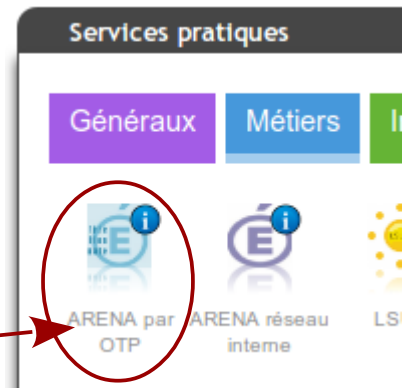 Services pratiques
Généraux
Métiers
É
i
É
i
ARENA par
OTP
ARENA réseau
interne